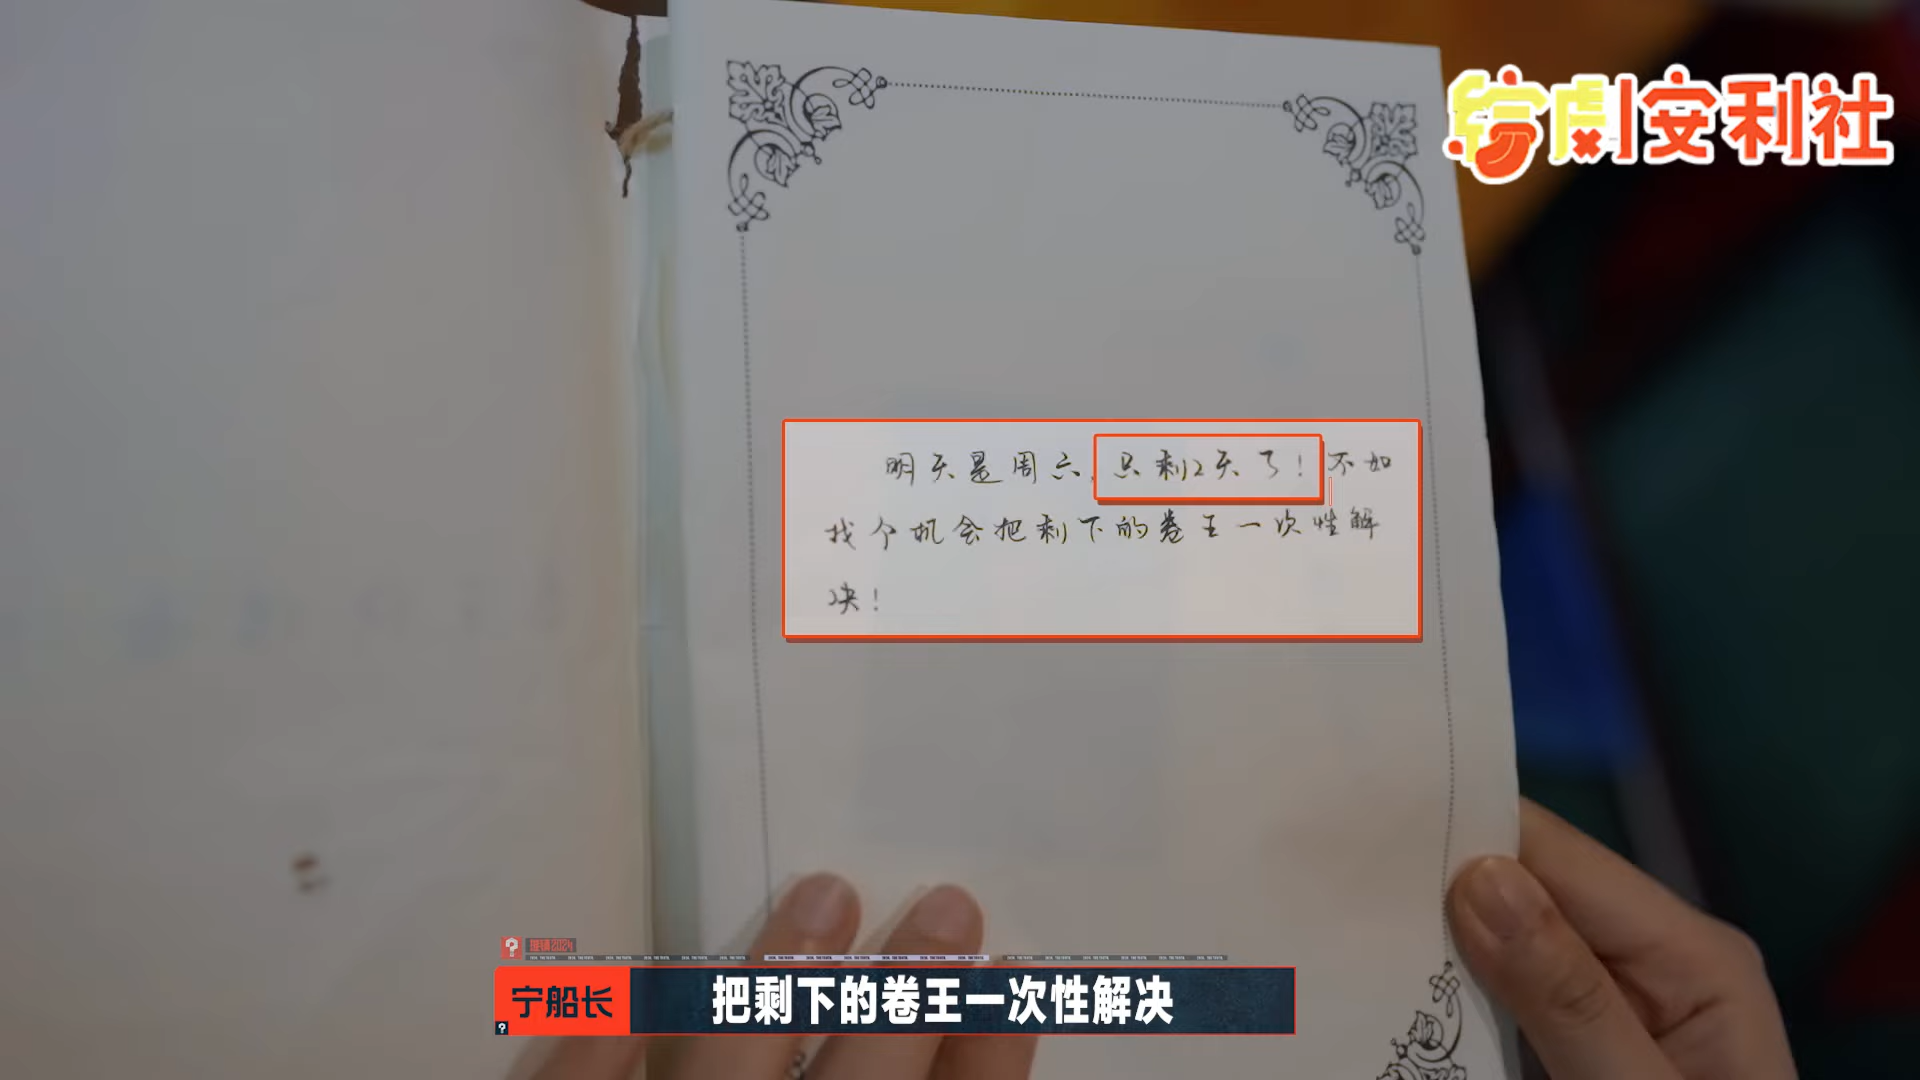 综劇安利社
明天是周六,只剩2天了!不如
找个机会把剩下的卷王一次性解
决!
宁船长
把剩下的卷王一次性解决